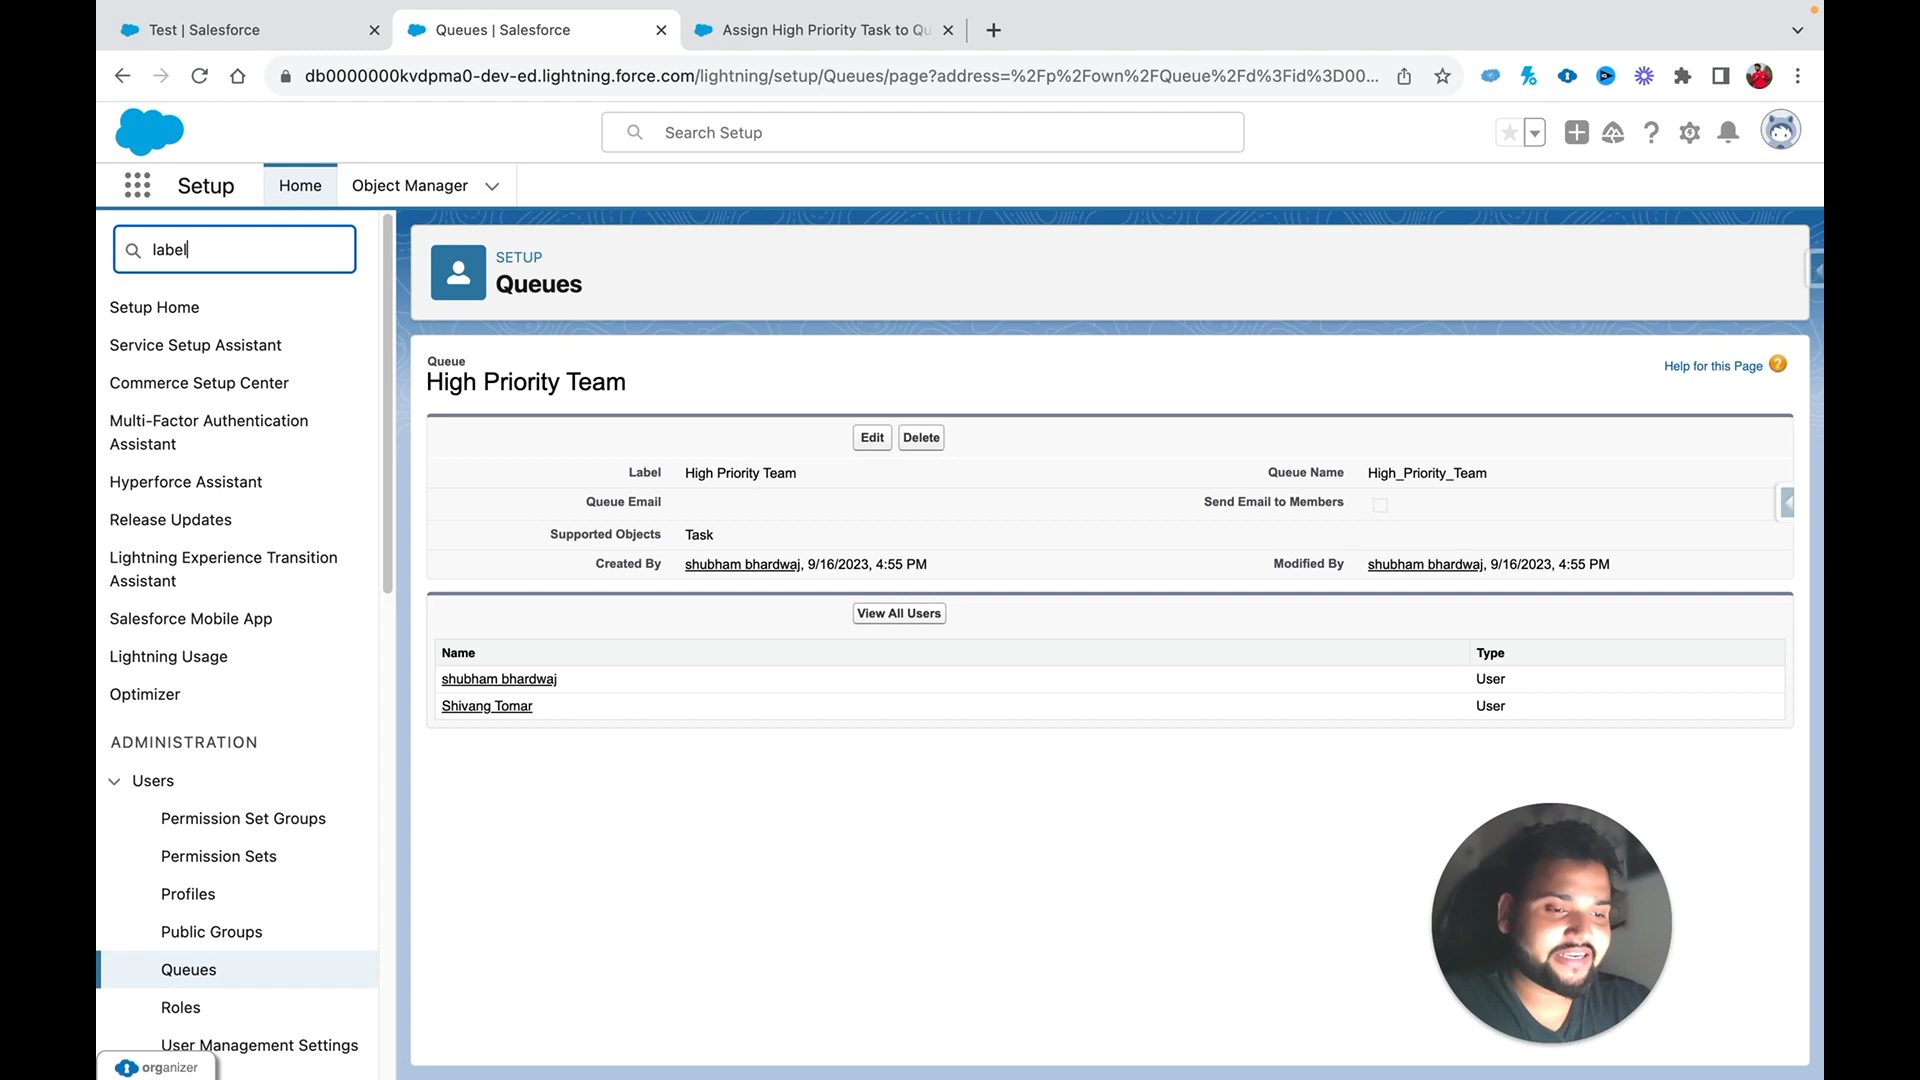 Test | Salesforce
Queues | Salesforce
Assign High Priority Task to Qu
db0000000kvdpma0-dev-ed.lightning.force.com/lightning/setup/Queues/page?address=%2Fp%2Fown%2FQueue%2Fd%3Fid%3D00...
Search Setup
Setup
Home
Object Manager
label
SETUP
Queues
Setup Home
Service Setup Assistant
Commerce Setup Center
Multi-Factor Authentication
Assistant
Hyperforce Assistant
Release Updates
Lightning Experience Transition
Assistant
Salesforce Mobile App
Lightning Usage
Optimizer
ADMINISTRATION
Users
Permission Set Groups
Permission Sets
Profiles
Public Groups
Queues
Roles
User Management Settings
organizer
Queue
High Priority Team
Help for this Page
Edit Delete
Label High Priority Team Queue Name High_Priority_Team
Queue Email Send Email to Members
Supported Objects Task
Created By shubham bhardwaj, 9/16/2023, 4:55 PM Modified By shubham bhardwaj, 9/16/2023, 4:55 PM
View All Users
Name Type
shubham bhardwaj User
Shivang Tomar User